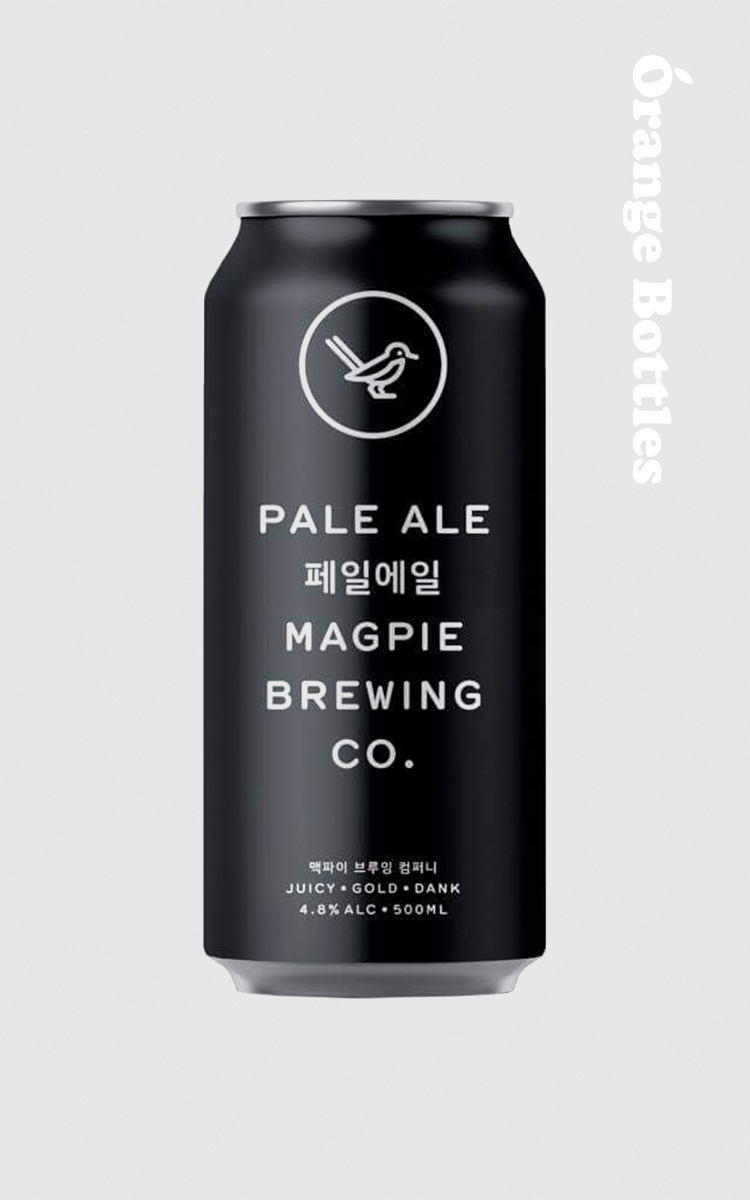 Orange Bottles
PALE ALE
페일에일
MAGPIE
BREWING
CO.
맥파이 브루잉 컴퍼니
JUICY • GOLD • DANK
4.8% ALC • 500ML